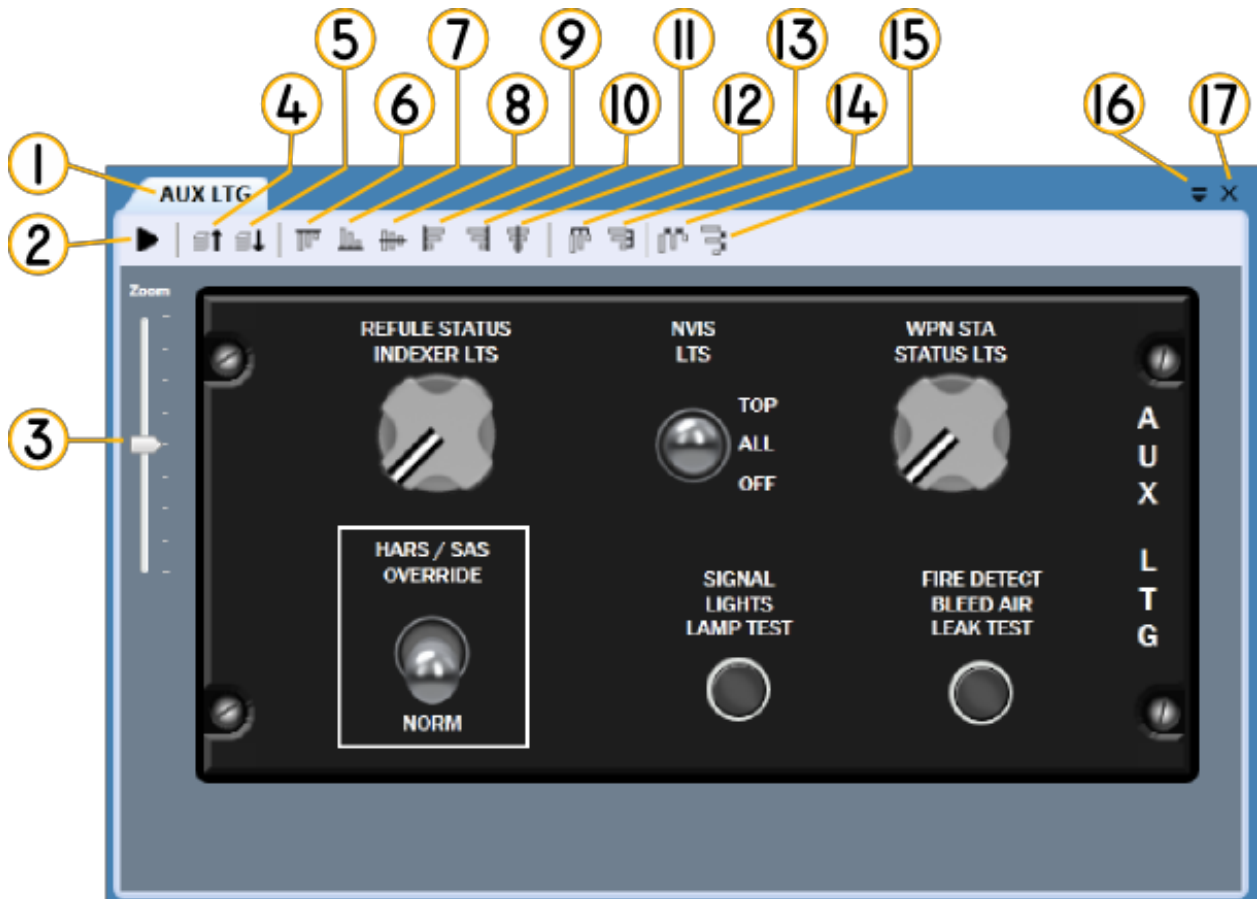 5 7 9 11 13 15
4 6 8 10 12 14 16 17
1
AUX LTG
2
Zoom
REFULE STATUS
INDEXER LTS
NVIS
LTS
WPN STA
STATUS LTS
TOP
ALL
OFF
3
HARS / SAS
OVERRIDE
NORM
SIGNAL
LIGHTS
LAMP TEST
FIRE DETECT
BLEED AIR
LEAK TEST
AUX LTG